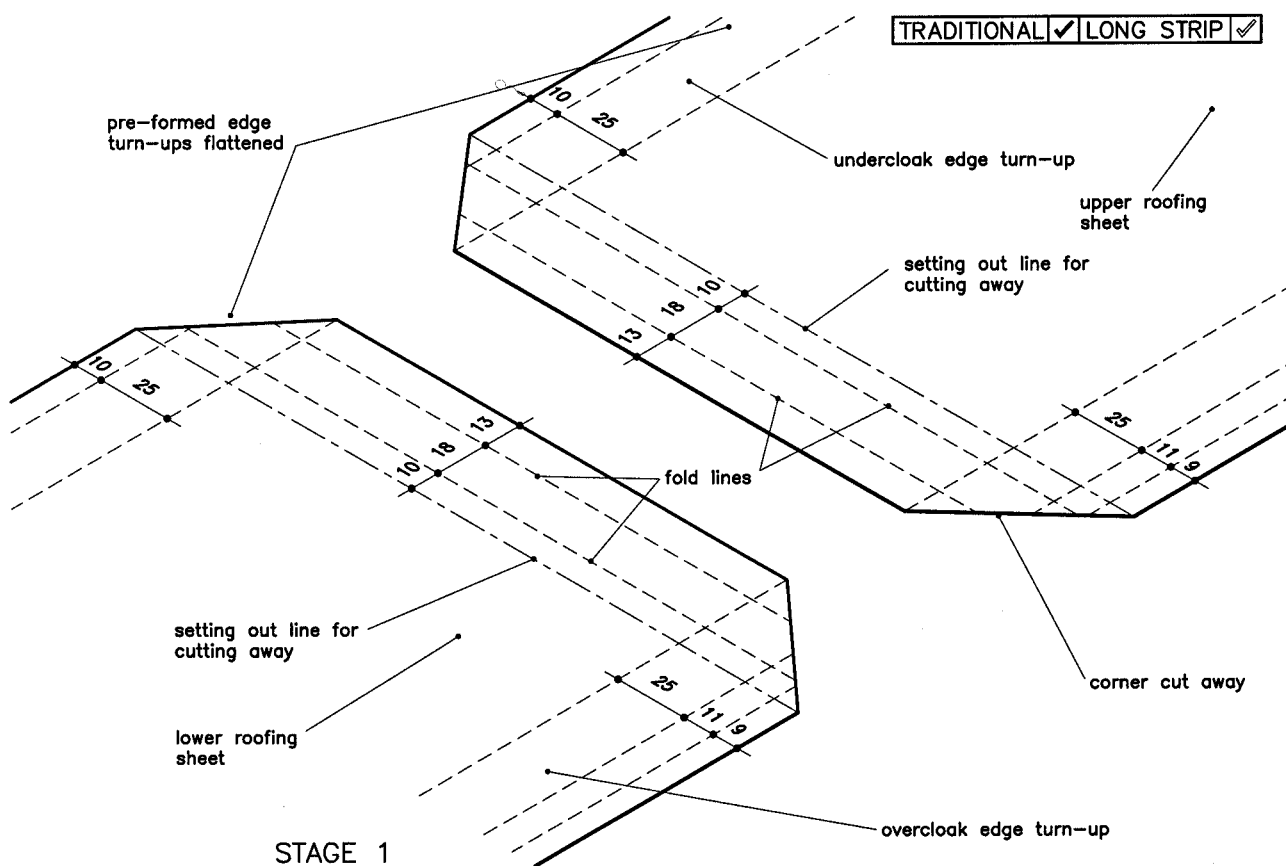 TRADITIONAL ✓ LONG STRIP ✓
10
25
pre-formed edge
turn-ups flattened
undercloak edge turn-up
upper roofing
sheet
setting out line for
cutting away
10
18
13
10
25
25
11
9
13
18
10
fold lines
setting out line for
cutting away
25
11
9
corner cut away
lower roofing
sheet
overcloak edge turn-up
STAGE 1